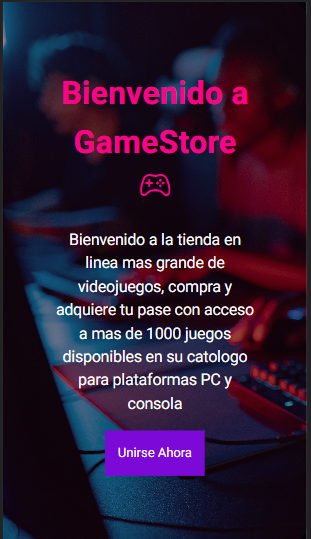 Bienvenido a
GameStore
Bienvenido a la tienda en
linea mas grande de
videojuegos, compra y
adquiere tu pase con acceso
a mas de 1000 juegos
disponibles en su catologo
para plataformas PC y
consola
Unirse Ahora